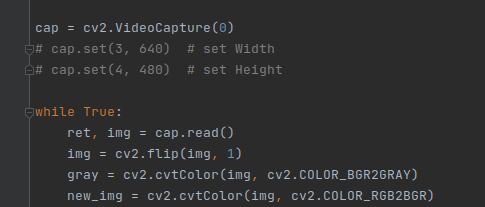 cap = cv2.VideoCapture(0)
# cap.set(3, 640)  # set Width
# cap.set(4, 480)  # set Height

while True:
    ret, img = cap.read()
    img = cv2.flip(img, 1)
    gray = cv2.cvtColor(img, cv2.COLOR_BGR2GRAY)
    new_img = cv2.cvtColor(img, cv2.COLOR_RGB2BGR)